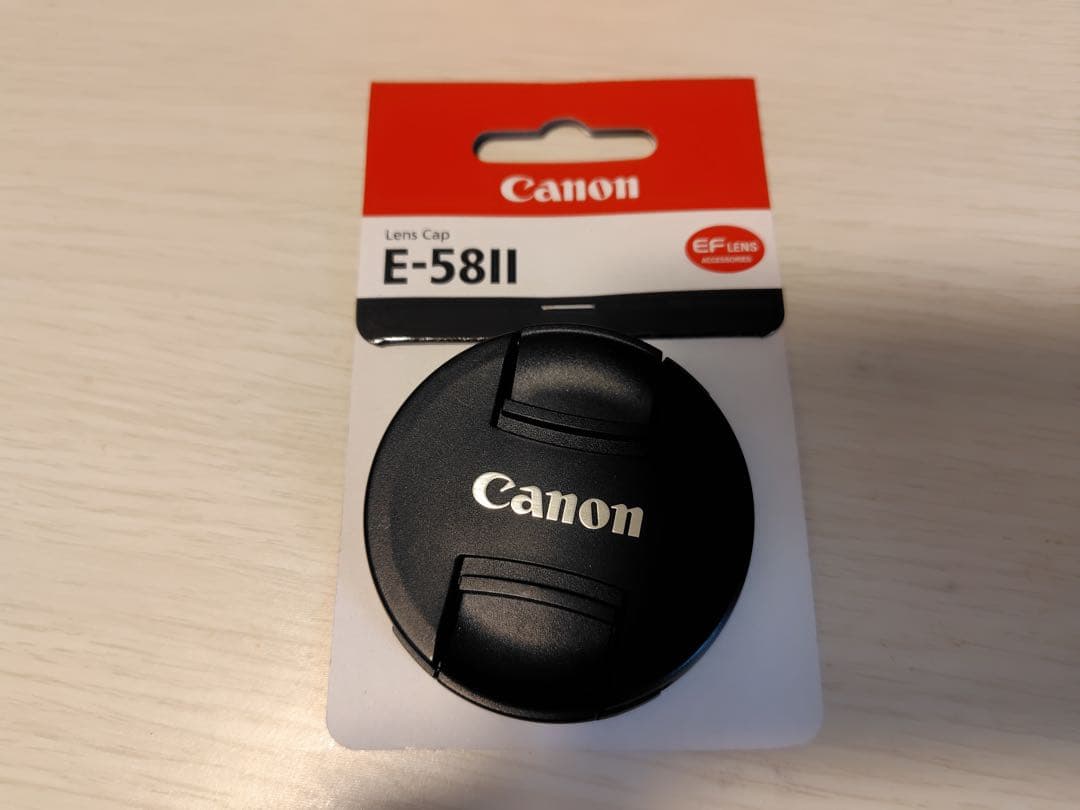 Canon
Lens Cap
E-58II
EF LENS
ACCESSORIES
Canon